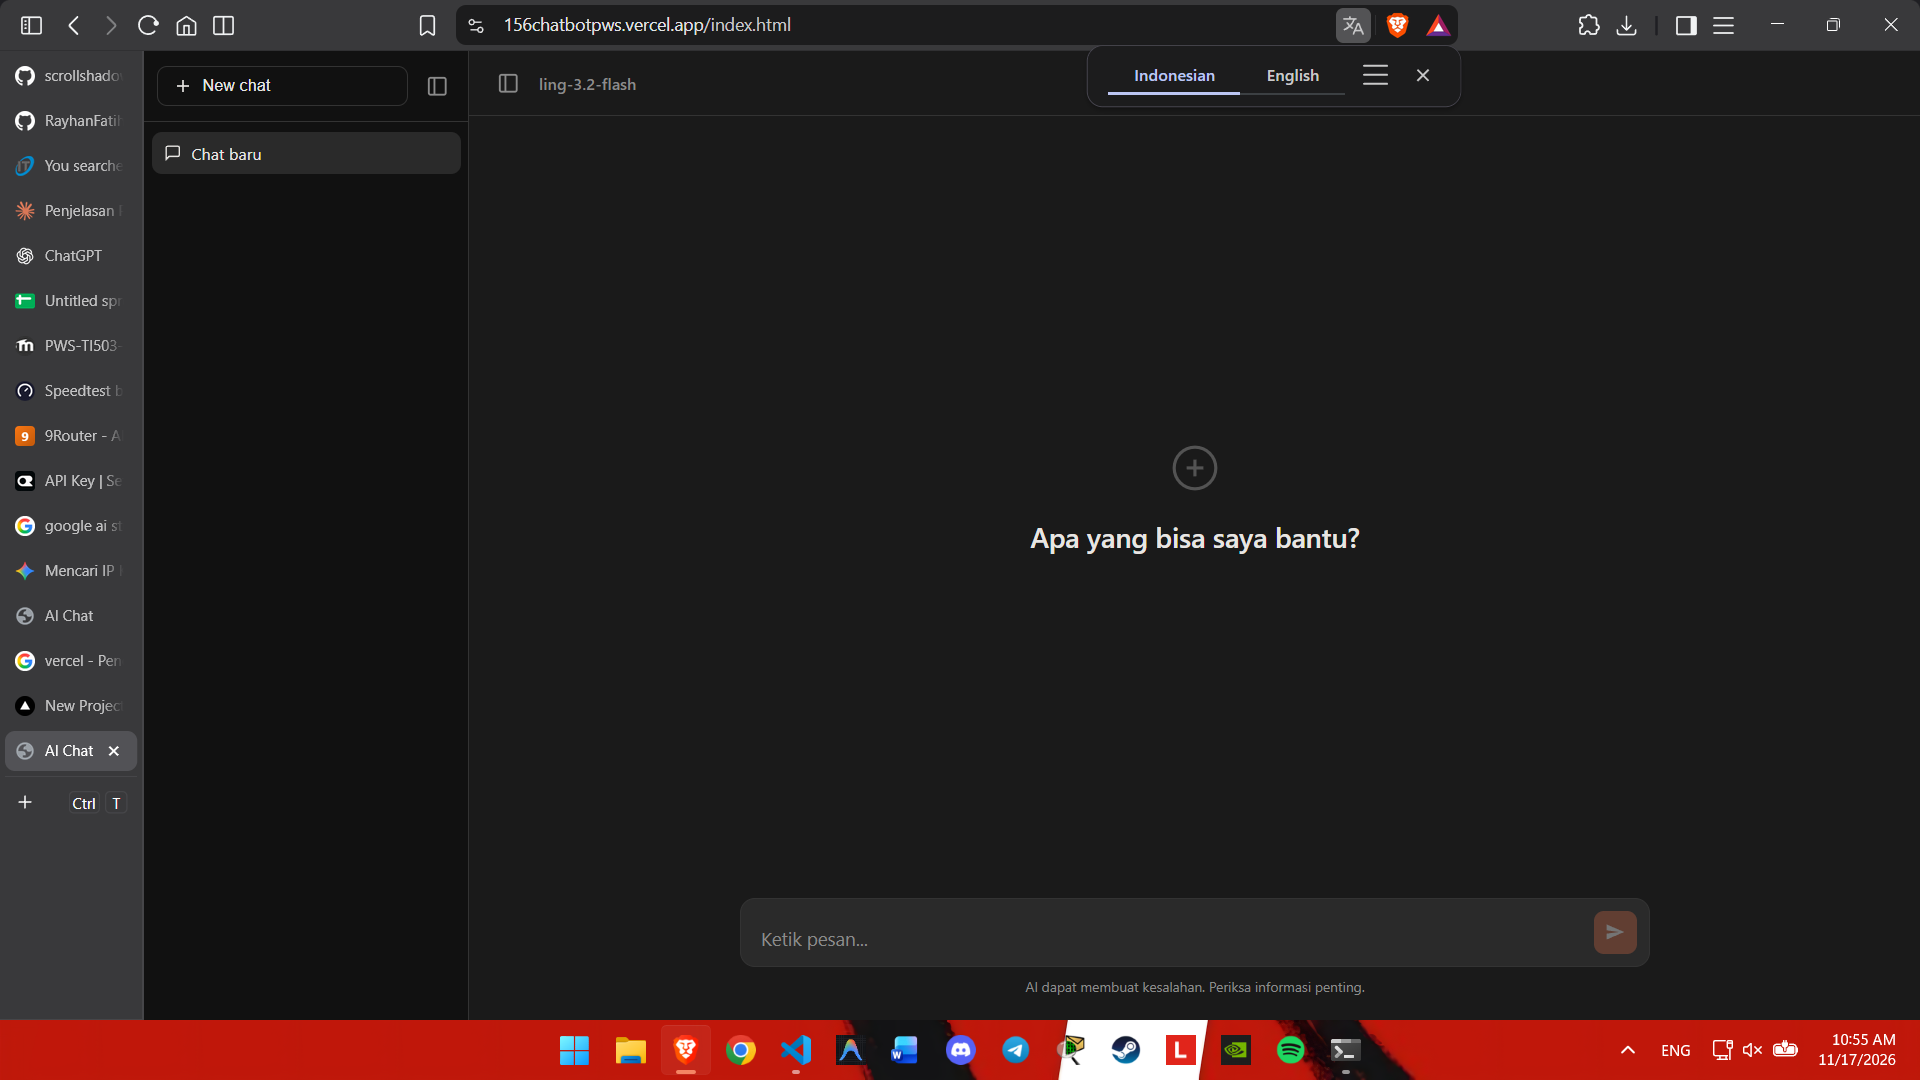 156chatbotpws.vercel.app/index.html
scrollshado
RayhanFatih
You searche
Penjelasan
ChatGPT
Untitled spr
PWS-TI503-
Speedtest b
9Router - A
API Key | Se
google ai st
Mencari IP
AI Chat
vercel - Pen
New Projec
AI Chat
Ctrl T
New chat
Chat baru
ling-3.2-flash
Indonesian English
Apa yang bisa saya bantu?
Ketik pesan...
AI dapat membuat kesalahan. Periksa informasi penting.
ENG
10:55 AM
11/17/2026